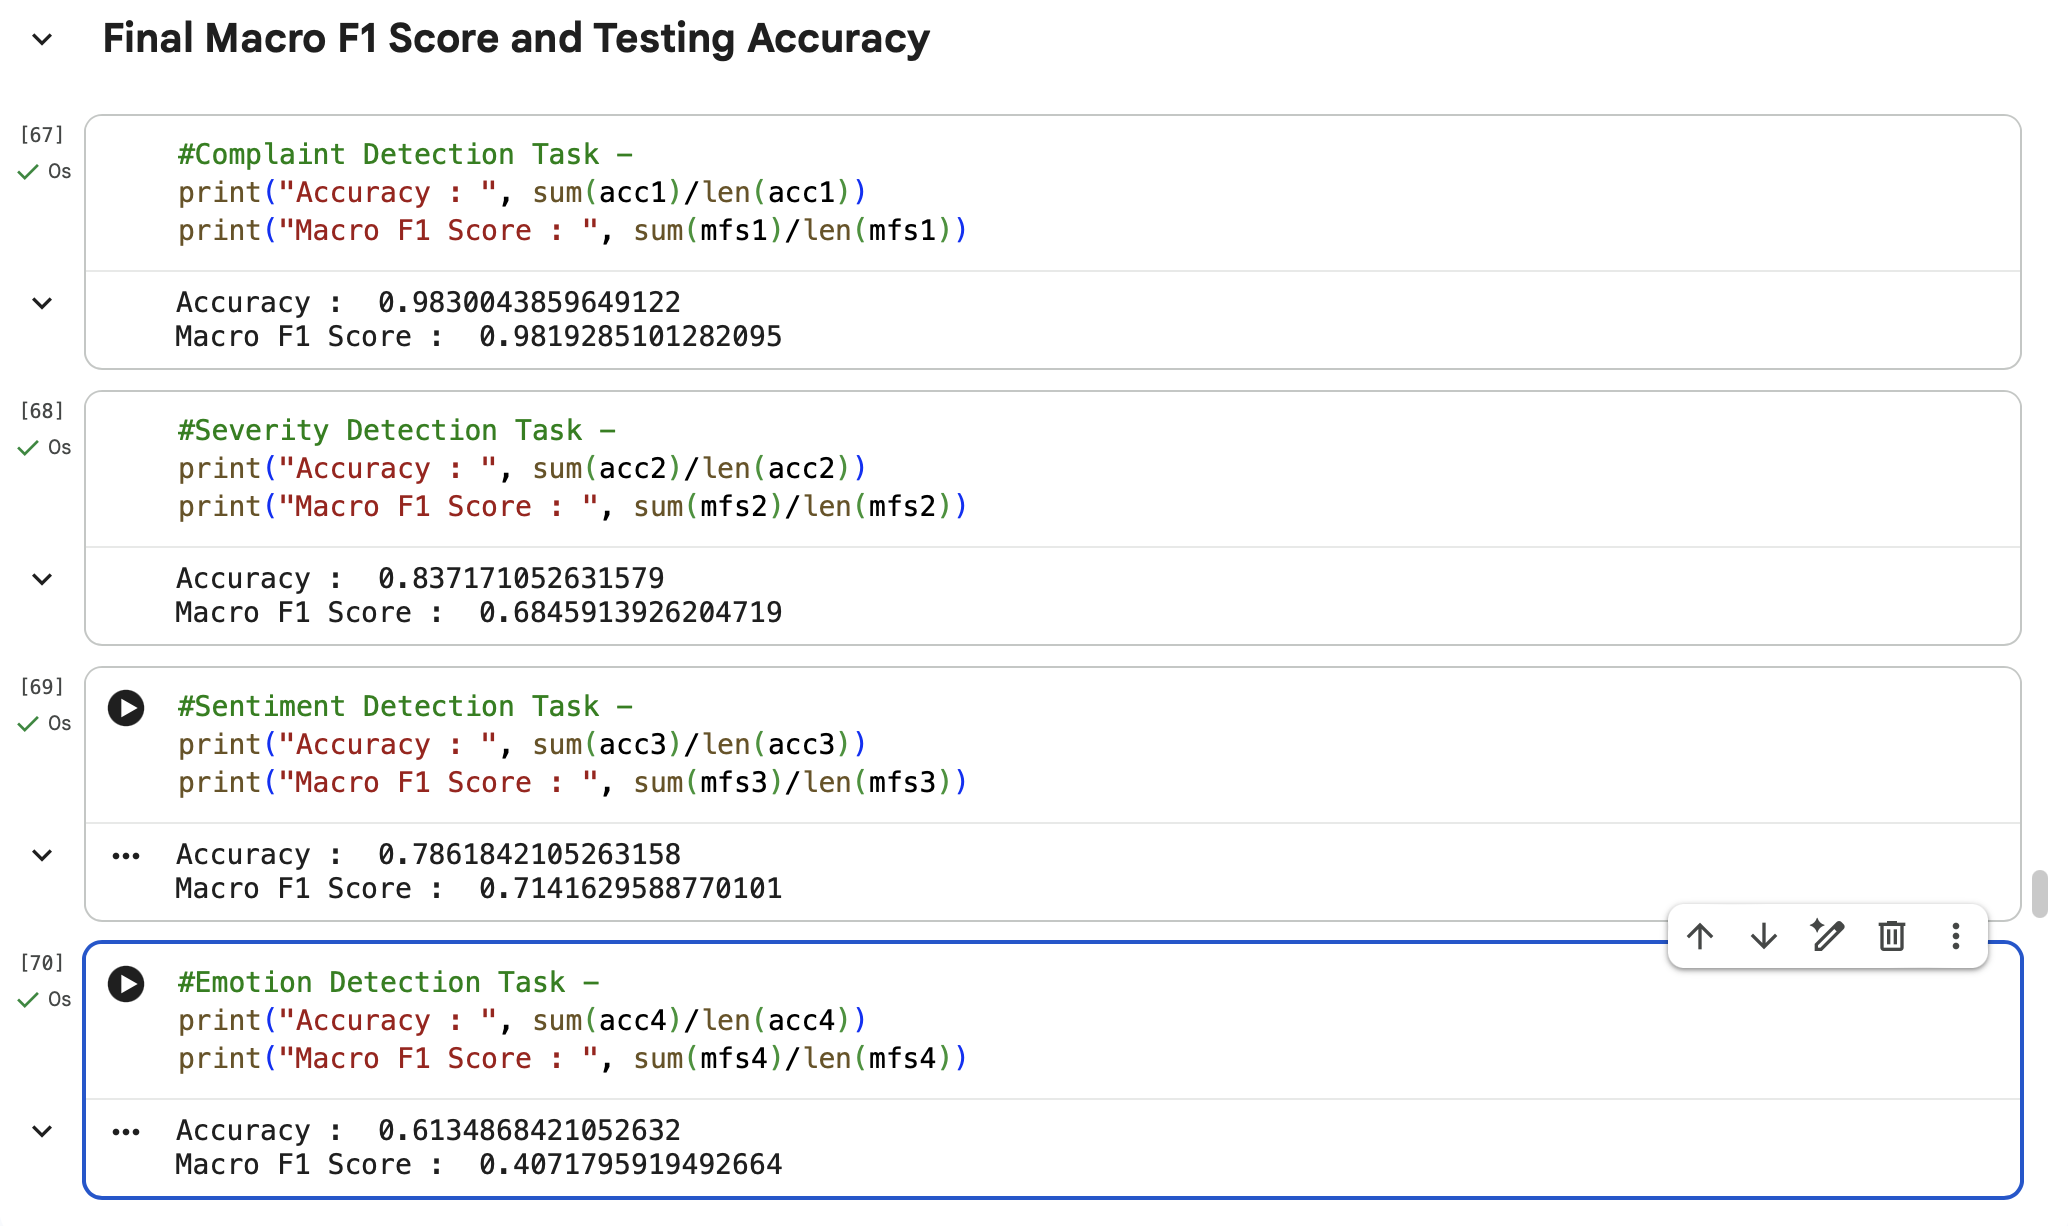 Final Macro F1 Score and Testing Accuracy
[67]
0s
#Complaint Detection Task –
print("Accuracy : ", sum(acc1)/len(acc1))
print("Macro F1 Score : ", sum(mfs1)/len(mfs1))
Accuracy :  0.9830043859649122
Macro F1 Score :  0.9819285101282095
[68]
0s
#Severity Detection Task –
print("Accuracy : ", sum(acc2)/len(acc2))
print("Macro F1 Score : ", sum(mfs2)/len(mfs2))
Accuracy :  0.837171052631579
Macro F1 Score :  0.6845913926204719
[69]
0s
#Sentiment Detection Task –
print("Accuracy : ", sum(acc3)/len(acc3))
print("Macro F1 Score : ", sum(mfs3)/len(mfs3))
Accuracy :  0.7861842105263158
Macro F1 Score :  0.7141629588770101
[70]
0s
#Emotion Detection Task –
print("Accuracy : ", sum(acc4)/len(acc4))
print("Macro F1 Score : ", sum(mfs4)/len(mfs4))
Accuracy :  0.6134868421052632
Macro F1 Score :  0.4071795919492664